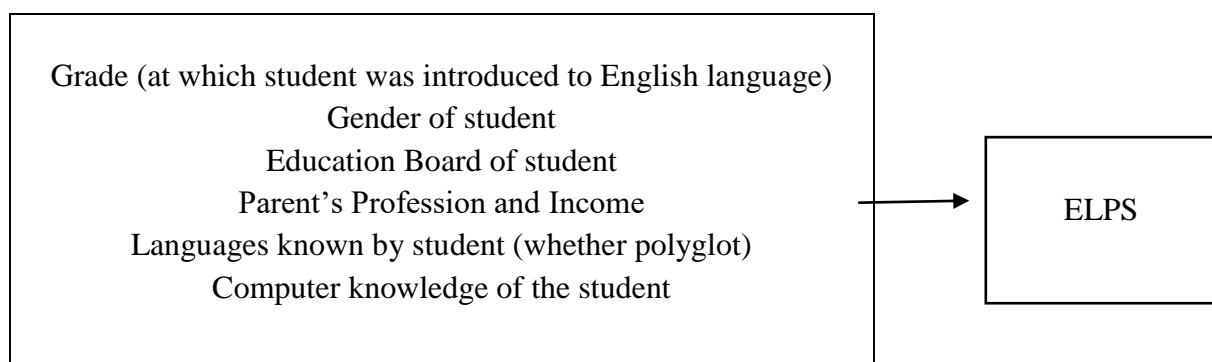 Grade (at which student was introduced to English language)
Gender of student
Education Board of student
Parent’s Profession and Income
Languages known by student (whether polyglot)
Computer knowledge of the student
ELPS